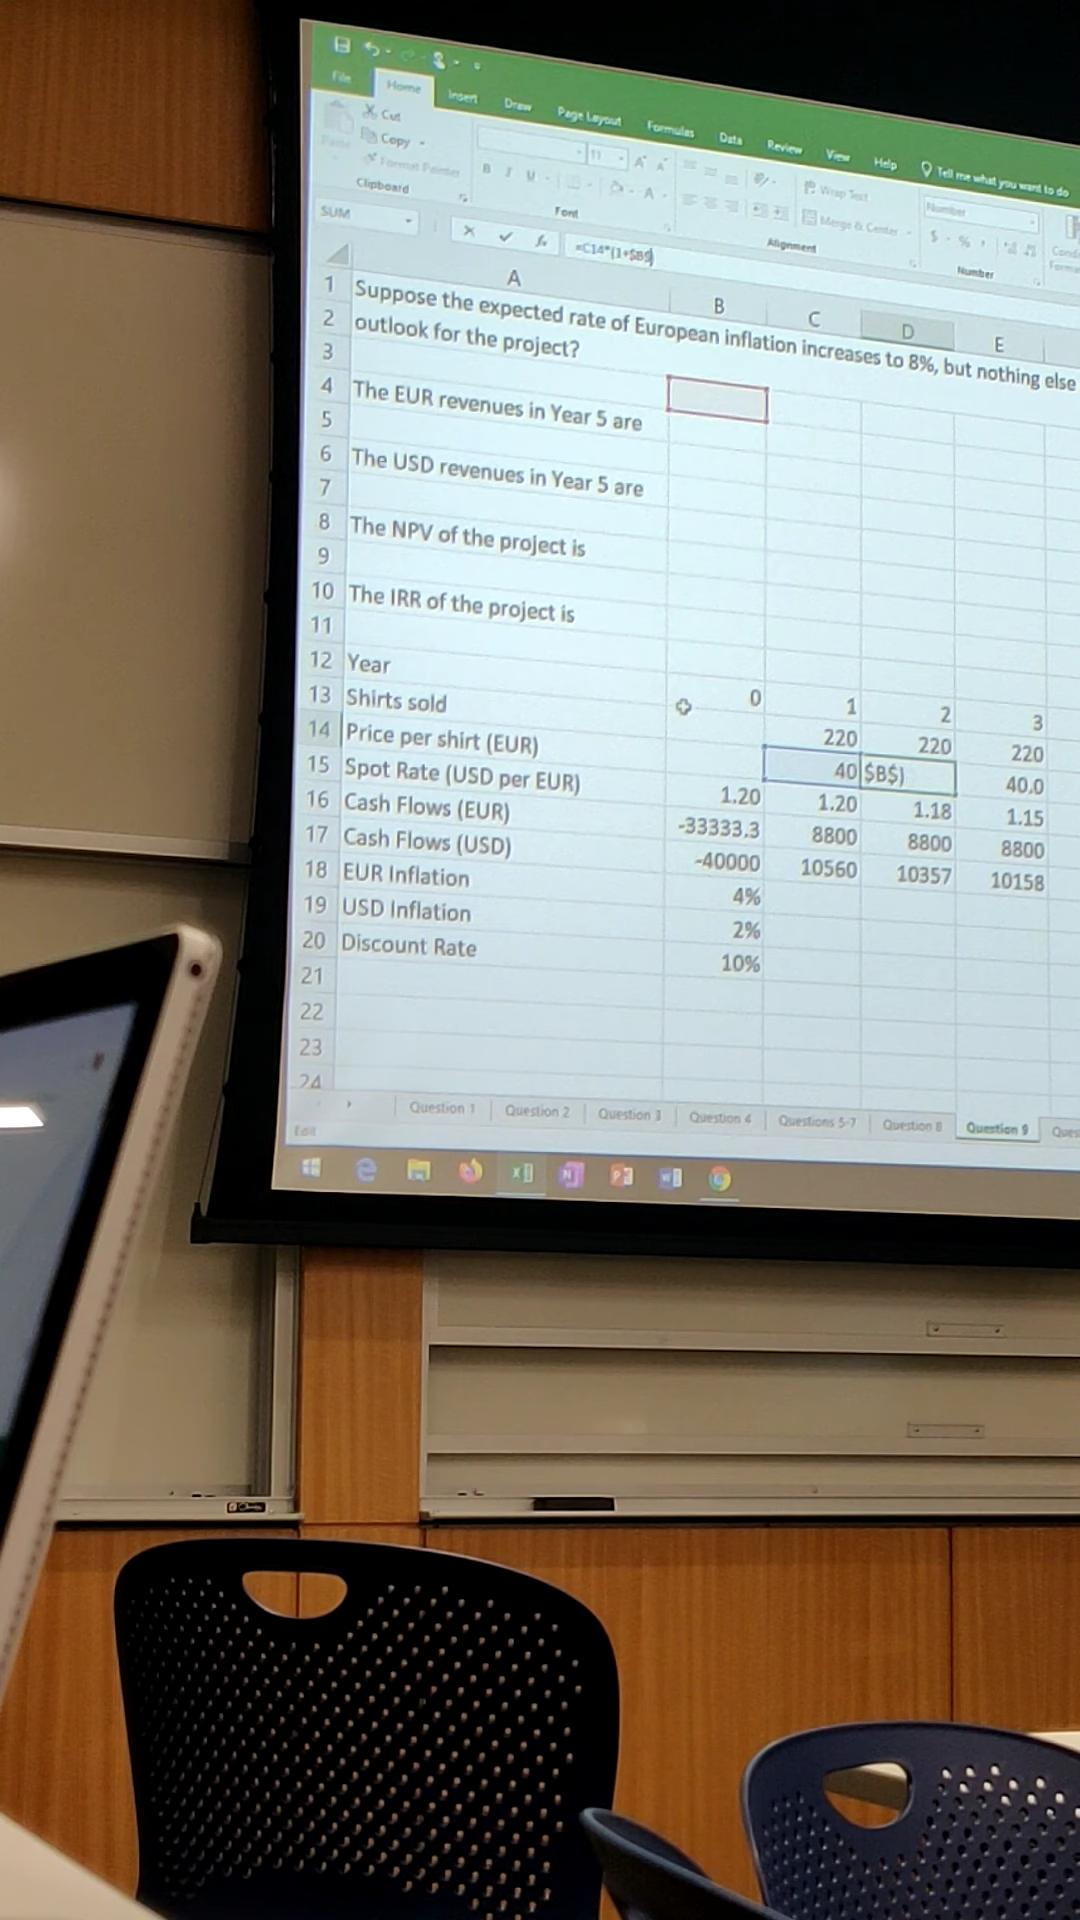 File Home Insert Draw Page Layout Formulas Data Review View Help Tell me what you want to do
Cut
Copy
Format Painter
Clipboard
11
B I U
Font
Wrap Text
Merge & Center
Alignment
Number
$ % ,
Number
SUM
=C14*(1+$B$)
A B C D E
1 Suppose the expected rate of European inflation increases to 8%, but nothing else
2 outlook for the project?
3
4 The EUR revenues in Year 5 are
5
6 The USD revenues in Year 5 are
7
8 The NPV of the project is
9
10 The IRR of the project is
11
12 Year 0 1 2 3
13 Shirts sold 220 220 220
14 Price per shirt (EUR) 40 $B$) 40.0
15 Spot Rate (USD per EUR) 1.20 1.20 1.18 1.15
16 Cash Flows (EUR) -33333.3 8800 8800 8800
17 Cash Flows (USD) -40000 10560 10357 10158
18 EUR Inflation 4%
19 USD Inflation 2%
20 Discount Rate 10%
21
22
23
24
Question 1 Question 2 Question 3 Question 4 Questions 5-7 Question 8 Question 9 Ques
Edit